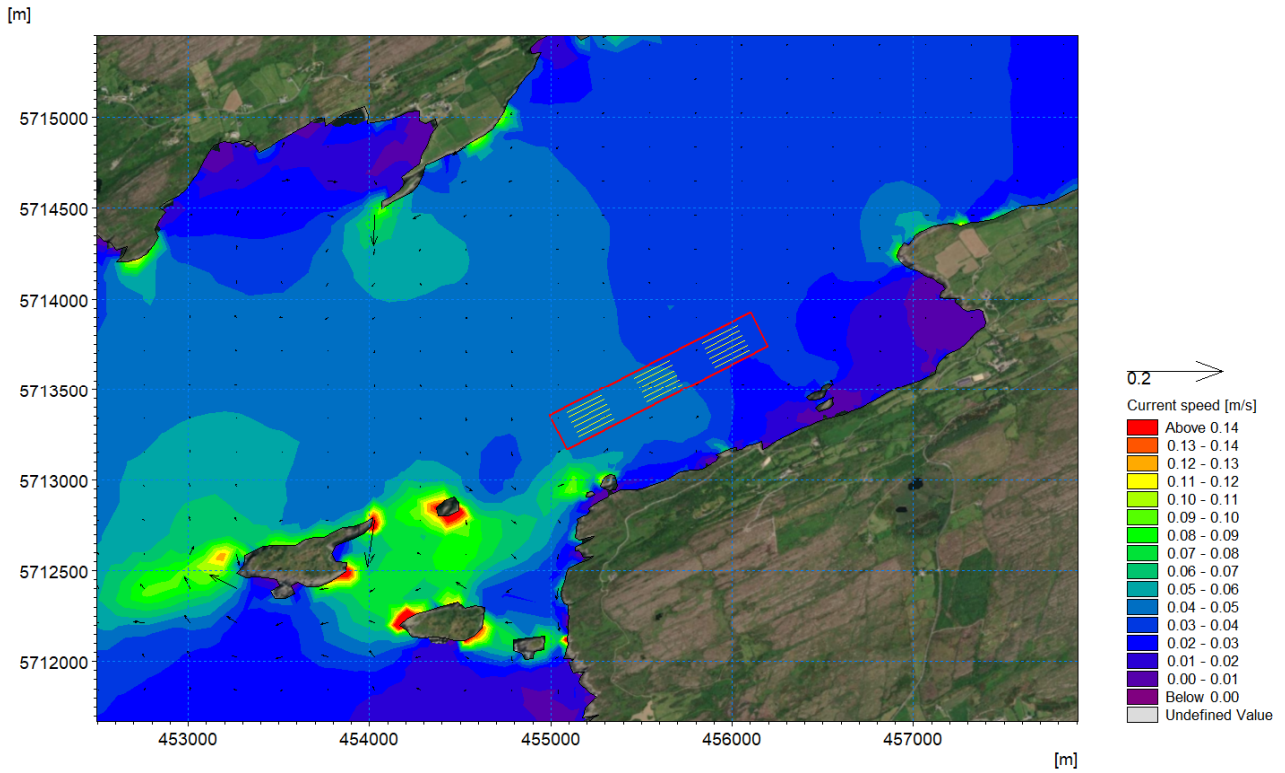 [m]
5715000
5714500
5714000
5713500
5713000
5712500
5712000
453000 454000 455000 456000 457000
[m]
0.2
Current speed [m/s]
Above 0.14
0.13 - 0.14
0.12 - 0.13
0.11 - 0.12
0.10 - 0.11
0.09 - 0.10
0.08 - 0.09
0.07 - 0.08
0.06 - 0.07
0.05 - 0.06
0.04 - 0.05
0.03 - 0.04
0.02 - 0.03
0.01 - 0.02
0.00 - 0.01
Below 0.00
Undefined Value